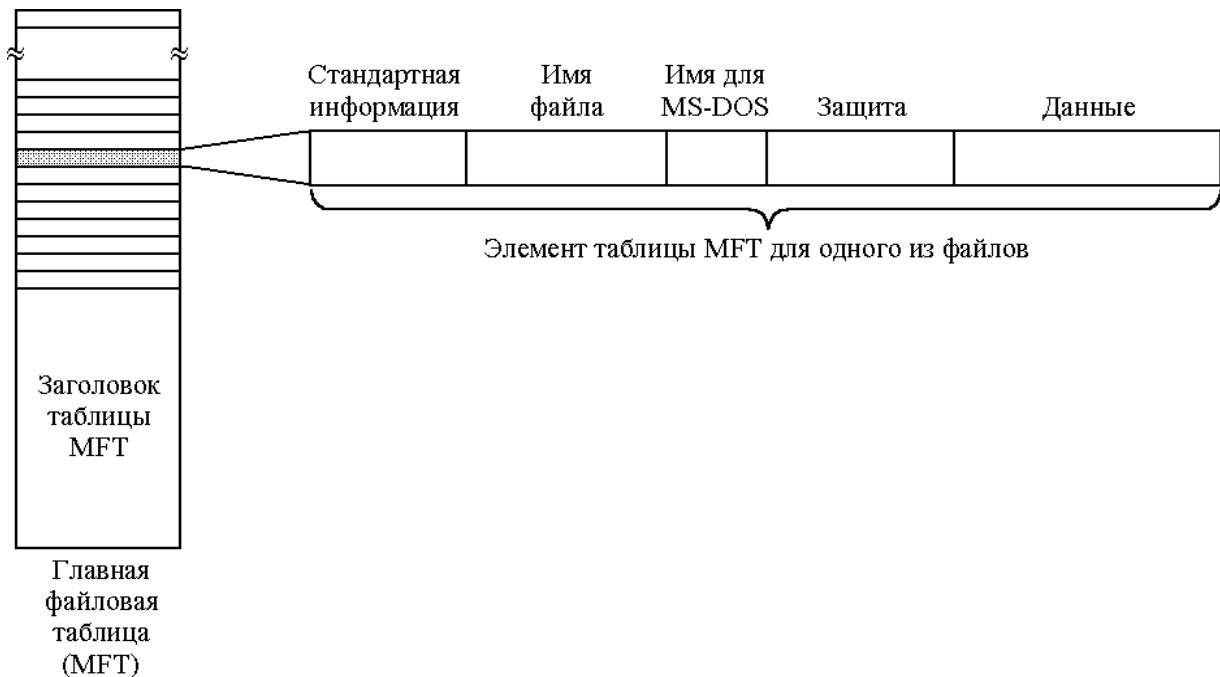 Стандартная
информация
Имя
файла
Имя для
MS-DOS
Защита
Данные
Элемент таблицы MFT для одного из файлов
Заголовок
таблицы
MFT
Главная
файловая
таблица
(MFT)